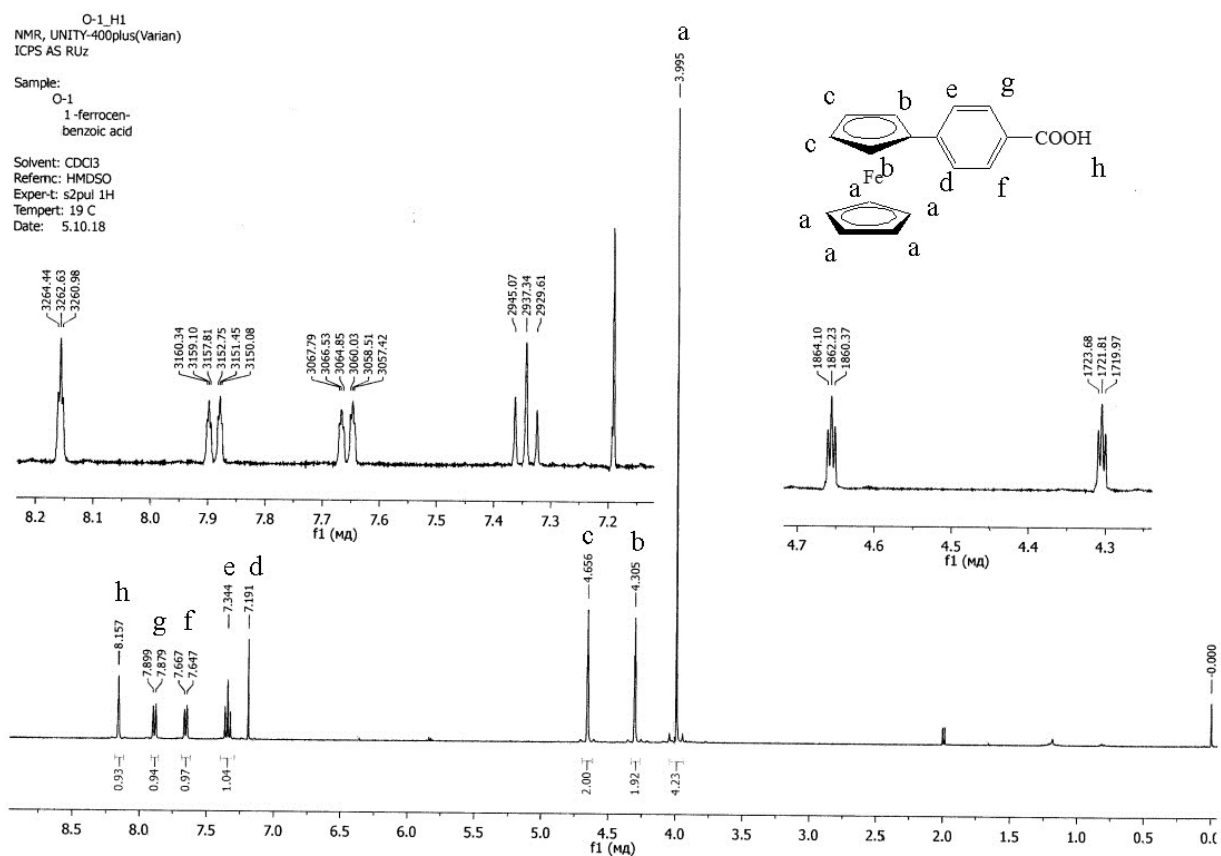 O-1_H1
NMR, UNITY-400plus(Varian)
ICPS AS RUz
Sample:
O-1
1 -ferrocen-
benzoic acid
Solvent: CDCl3
Refernc: HMDSO
Exper-t: s2pul 1H
Tempert: 19 C
Date: 5.10.18
a
3.995
c
b
e
g
c
b
COOH
h
Fe
d
f
a
a
a
a
a
3264.44
3262.63
3260.98
3160.34
3159.10
3157.81
3152.75
3151.45
3150.08
3067.79
3066.53
3064.85
3060.03
3058.51
3057.42
2945.07
2937.34
2929.61
8.2 8.1 8.0 7.9 7.8 7.7 7.6 7.5 7.4 7.3 7.2
f1 (мд)
1864.10
1862.23
1860.37
1723.68
1721.81
1719.97
4.7 4.6 4.5 4.4 4.3
f1 (мд)
h
8.157
g
7.899
7.879
f
7.667
7.647
e
7.344
d
7.191
c
4.656
b
4.305
-0.000
0.93
0.94
0.97
1.04
2.00
1.92
4.23
8.5 8.0 7.5 7.0 6.5 6.0 5.5 5.0 4.5 4.0 3.5 3.0 2.5 2.0 1.5 1.0 0.5 0.0
f1 (мд)